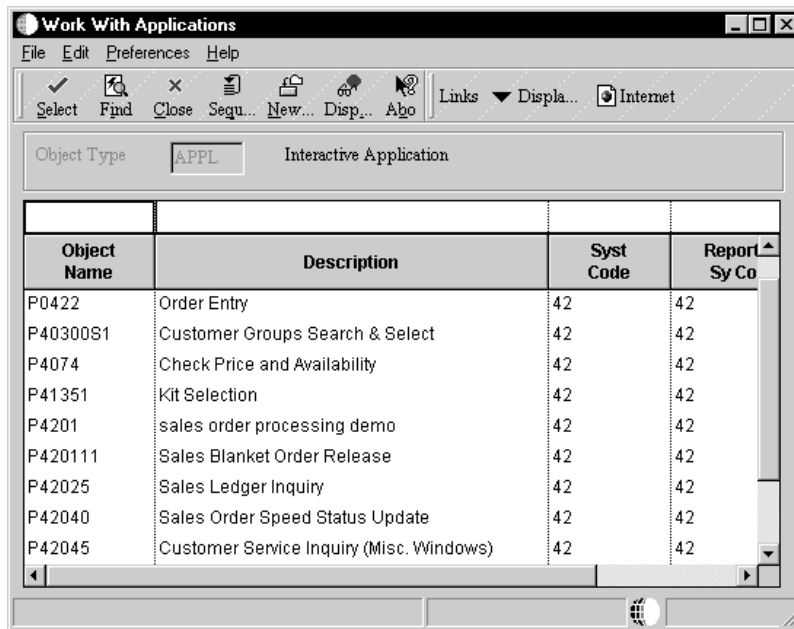 Work With Applications
File Edit Preferences Help
Select Find Close Sequ... New... Disp... Abo Links Displa... Internet
Object Type APPL Interactive Application
Object Name Description Syst Code Report Sy Co
P0422 Order Entry 42 42
P40300S1 Customer Groups Search & Select 42 42
P4074 Check Price and Availability 42 42
P41351 Kit Selection 42 42
P4201 sales order processing demo 42 42
P420111 Sales Blanket Order Release 42 42
P42025 Sales Ledger Inquiry 42 42
P42040 Sales Order Speed Status Update 42 42
P42045 Customer Service Inquiry (Misc. Windows) 42 42